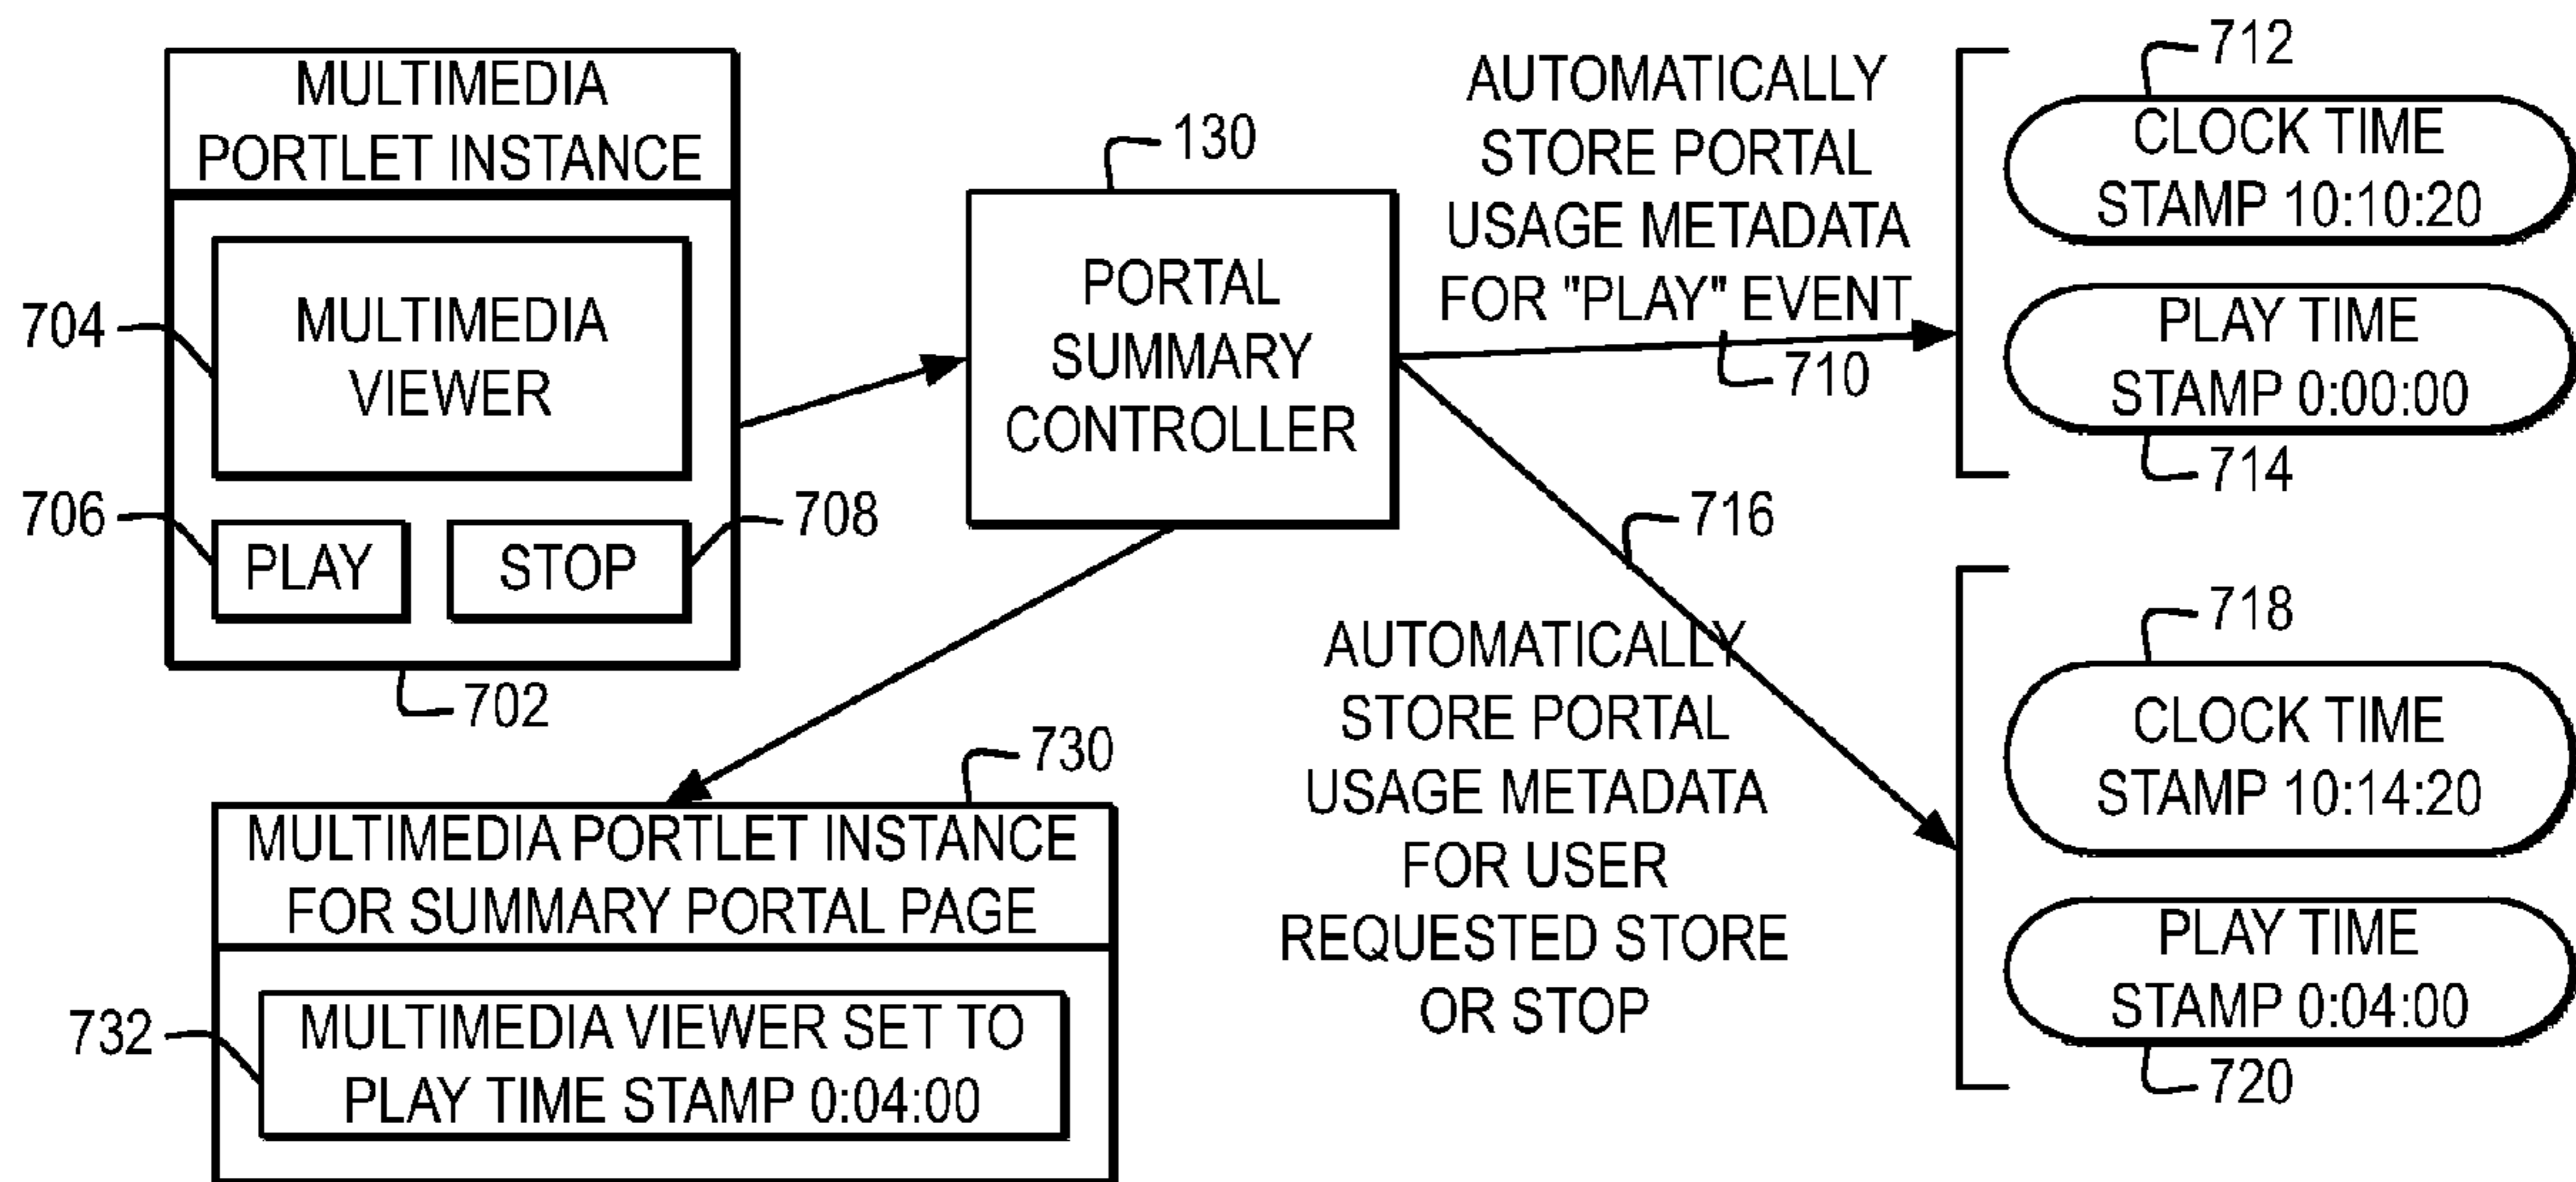 MULTIMEDIA
PORTLET INSTANCE
704
MULTIMEDIA
VIEWER
706
PLAY
STOP
708
702
130
PORTAL
SUMMARY
CONTROLLER
AUTOMATICALLY
STORE PORTAL
USAGE METADATA
FOR "PLAY" EVENT
710
712
CLOCK TIME
STAMP 10:10:20
PLAY TIME
STAMP 0:00:00
714
716
AUTOMATICALLY
STORE PORTAL
USAGE METADATA
FOR USER
REQUESTED STORE
OR STOP
718
CLOCK TIME
STAMP 10:14:20
PLAY TIME
STAMP 0:04:00
720
730
MULTIMEDIA PORTLET INSTANCE
FOR SUMMARY PORTAL PAGE
732
MULTIMEDIA VIEWER SET TO
PLAY TIME STAMP 0:04:00